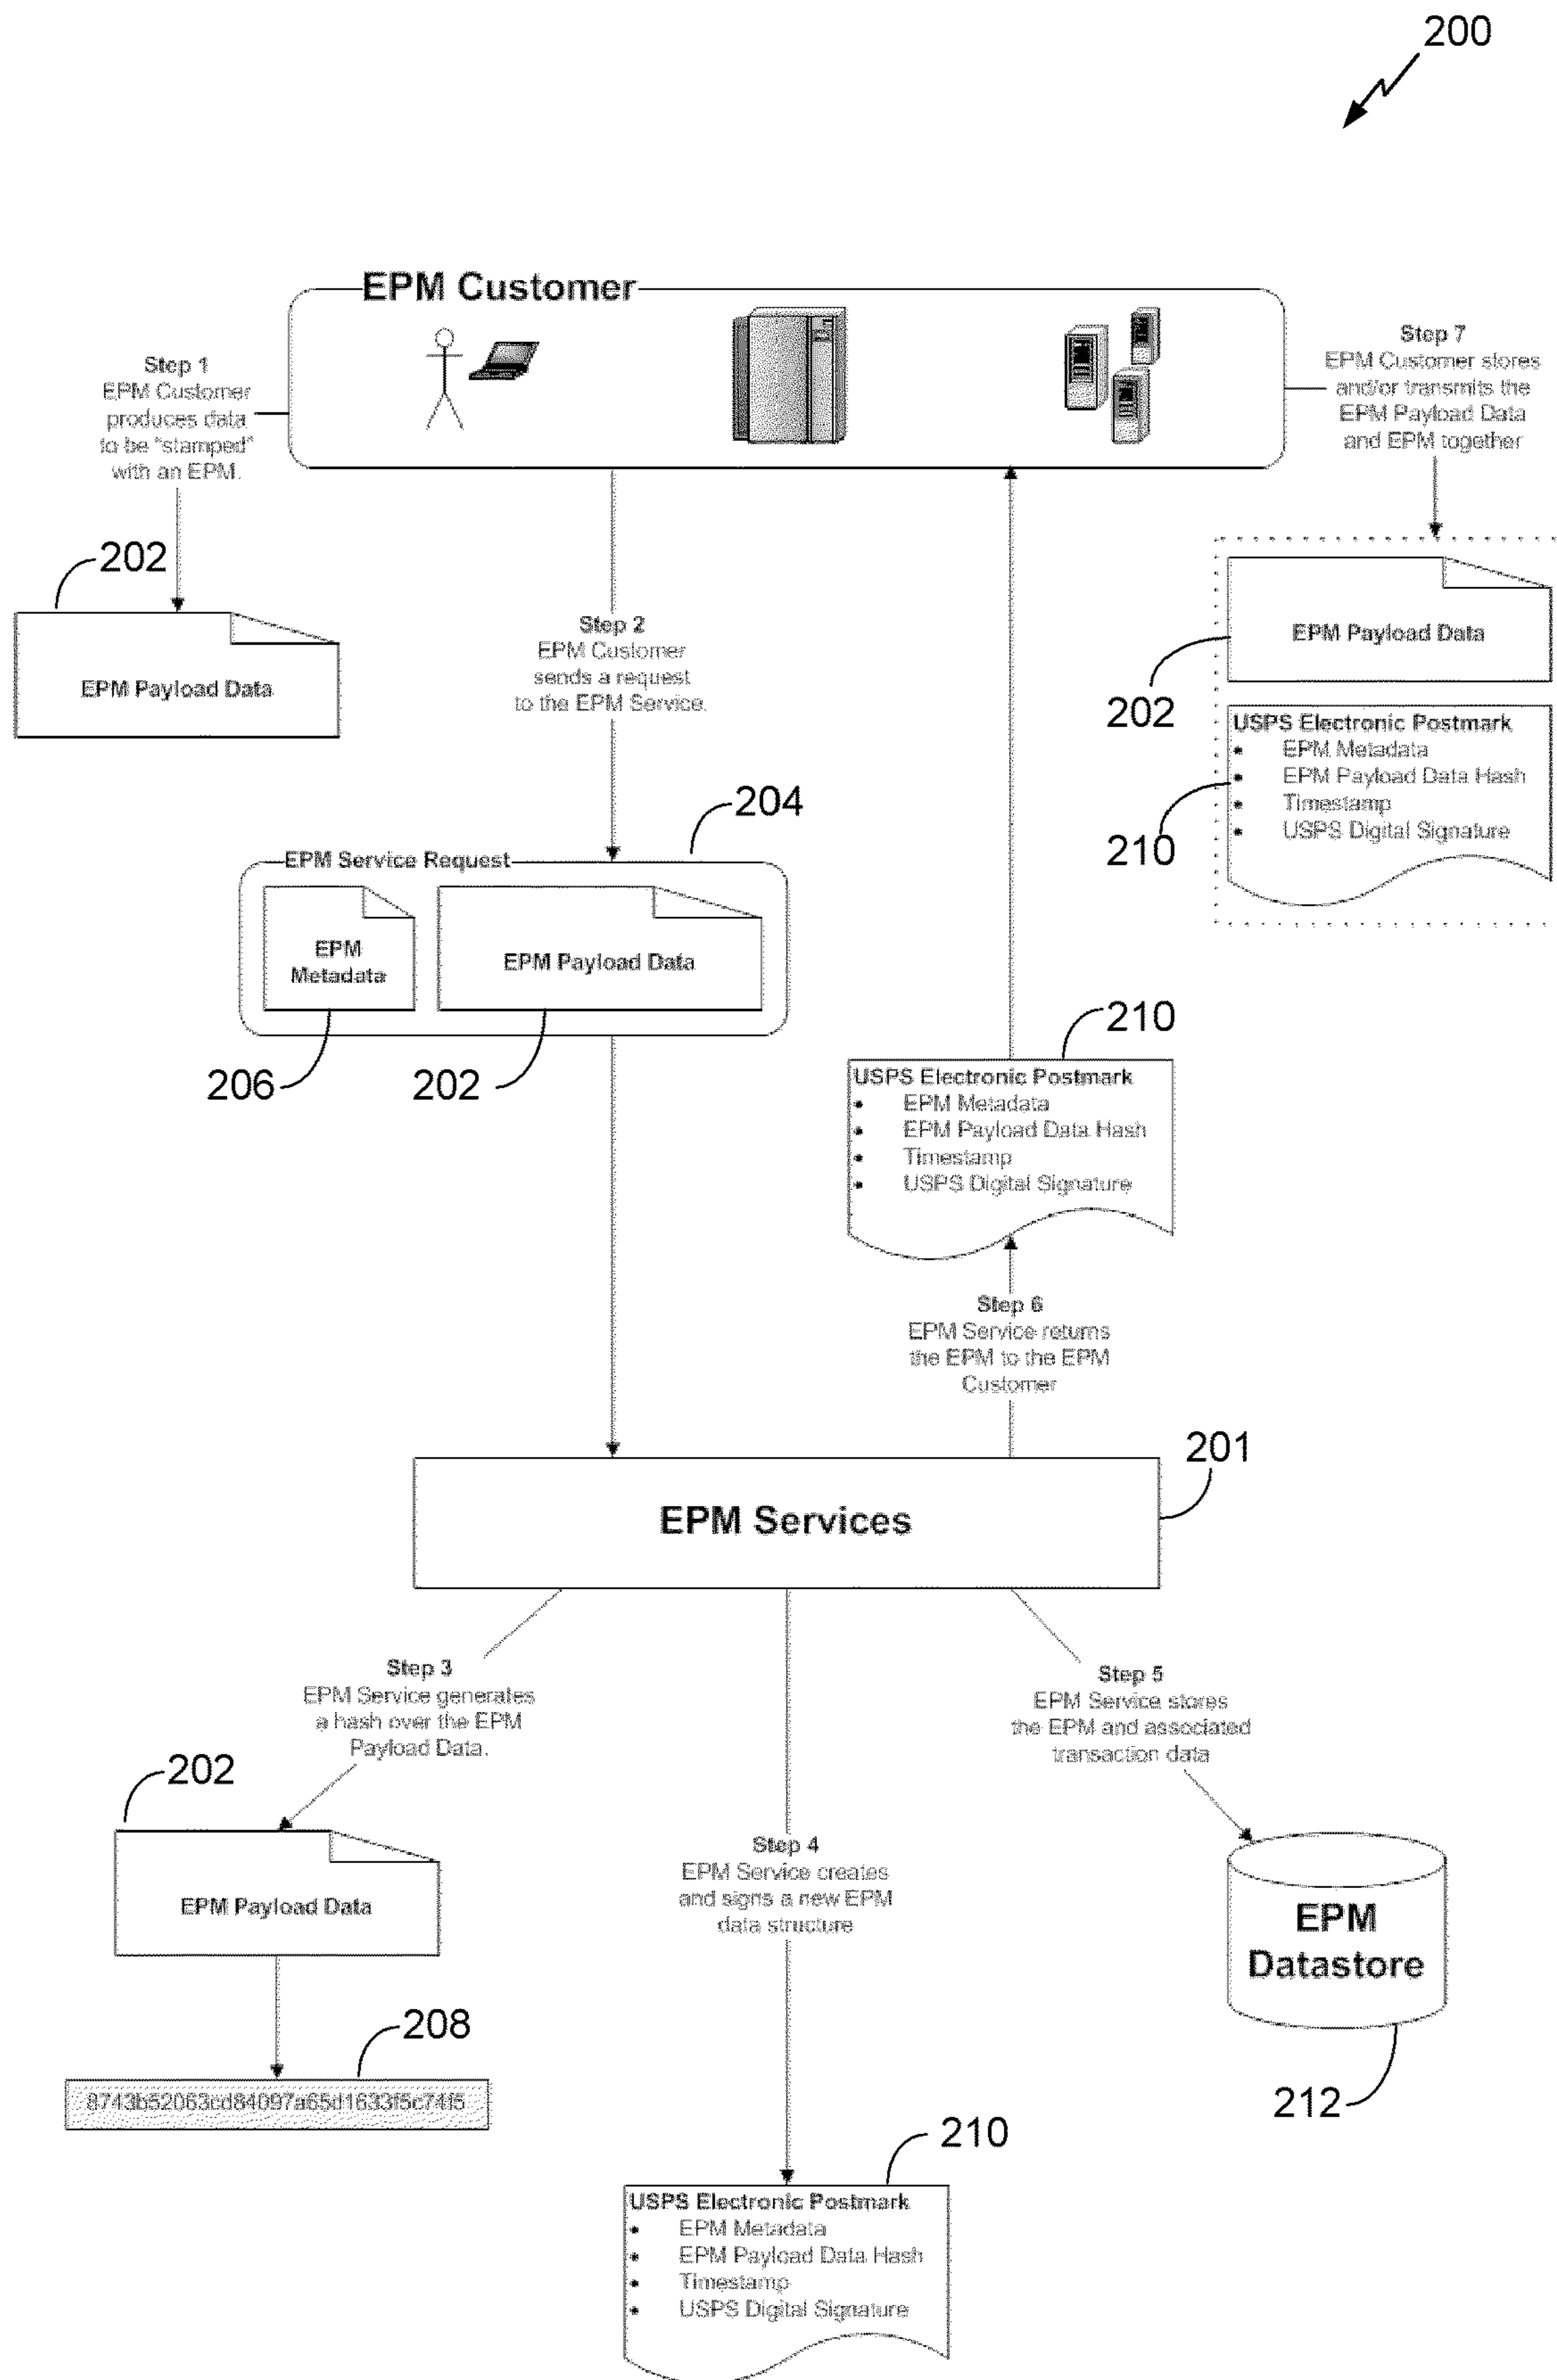 200
EPM Customer
Step 1
EPM Customer
produces data
to be "stamped"
with an EPM.
202
EPM Payload Data
Step 2
EPM Customer
sends a request
to the EPM Service.
204
EPM Service Request
EPM
Metadata
EPM Payload Data
206
202
Step 7
EPM Customer stores
and/or transmits the
EPM Payload Data
and EPM together
EPM Payload Data
202
USPS Electronic Postmark
• EPM Metadata
• EPM Payload Data Hash
• Timestamp
• USPS Digital Signature
210
210
USPS Electronic Postmark
• EPM Metadata
• EPM Payload Data Hash
• Timestamp
• USPS Digital Signature
Step 6
EPM Service returns
the EPM to the EPM
Customer
201
EPM Services
Step 3
EPM Service generates
a hash over the EPM
Payload Data.
202
EPM Payload Data
208
8743b52063cd84097a65d1633f5c74f5
Step 4
EPM Service creates
and signs a new EPM
data structure
210
USPS Electronic Postmark
• EPM Metadata
• EPM Payload Data Hash
• Timestamp
• USPS Digital Signature
Step 5
EPM Service stores
the EPM and associated
transaction data
EPM
Datastore
212